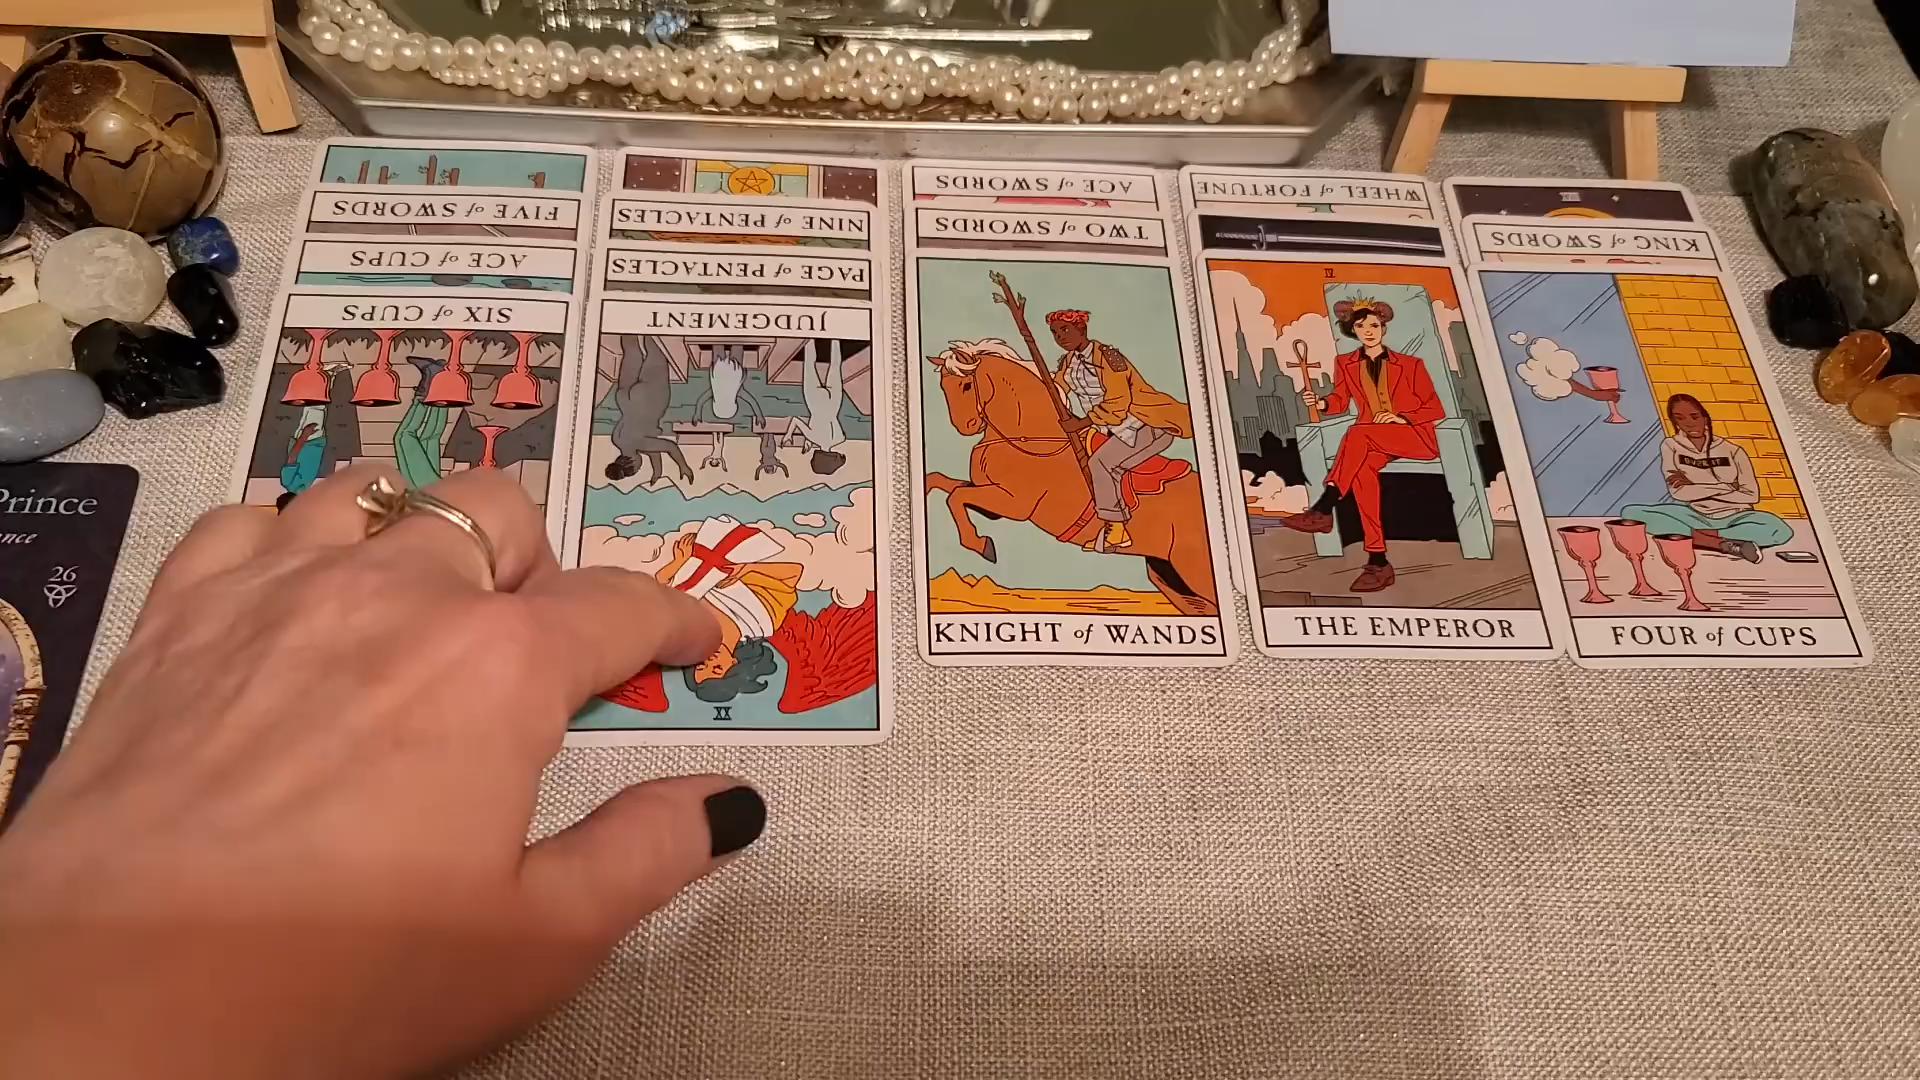 FIVE of SWORDS
ACE of CUPS
SIX of CUPS
NINE of PENTACLES
PAGE of PENTACLES
JUDGEMENT
XX
ACE of SWORDS
TWO of SWORDS
KNIGHT of WANDS
WHEEL of FORTUNE
IV
THE EMPEROR
KING of SWORDS
OVER IT
FOUR of CUPS
Prince
26